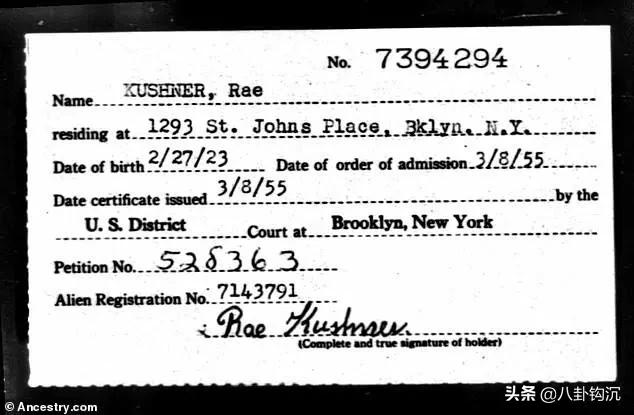 No. 7394294
Name KUSHNER, Rae
residing at 1293 St. Johns Place, Bklyn. N.Y.
Date of birth 2/27/23 Date of order of admission 3/8/55
Date certificate issued 3/8/55 by the
U. S. District Court at Brooklyn, New York
Petition No. 528363
Alien Registration No. 7143791
Rae Kushner.
(Complete and true signature of holder)
© Ancestry.com
头条 @八卦钩沉